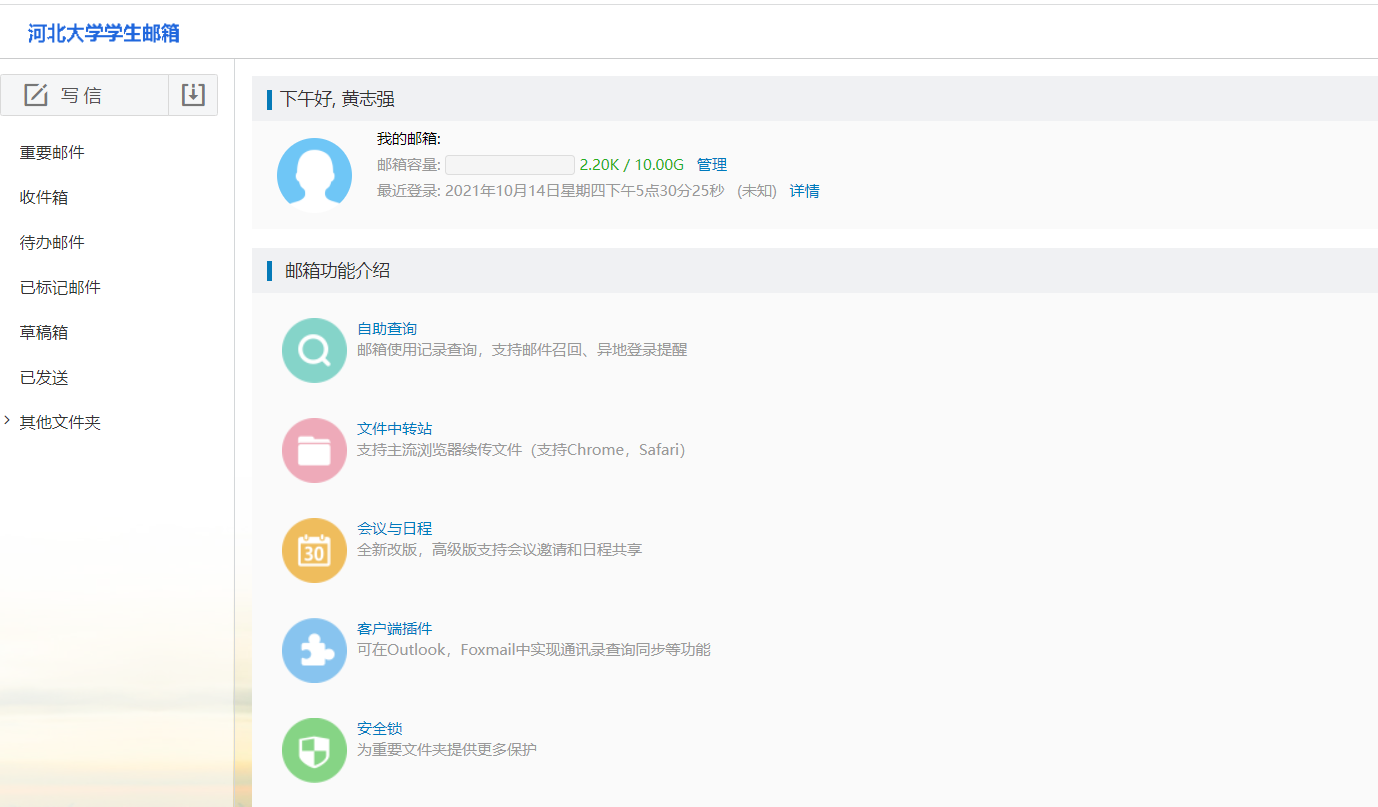 河北大学学生邮箱
写 信
重要邮件
收件箱
待办邮件
已标记邮件
草稿箱
已发送
其他文件夹
下午好, 黄志强
我的邮箱:
邮箱容量: 2.20K / 10.00G 管理
最近登录: 2021年10月14日星期四下午5点30分25秒 (未知) 详情
邮箱功能介绍
自助查询
邮箱使用记录查询，支持邮件召回、异地登录提醒
文件中转站
支持主流浏览器续传文件（支持Chrome，Safari）
30
会议与日程
全新改版，高级版支持会议邀请和日程共享
客户端插件
可在Outlook，Foxmail中实现通讯录查询同步等功能
安全锁
为重要文件夹提供更多保护